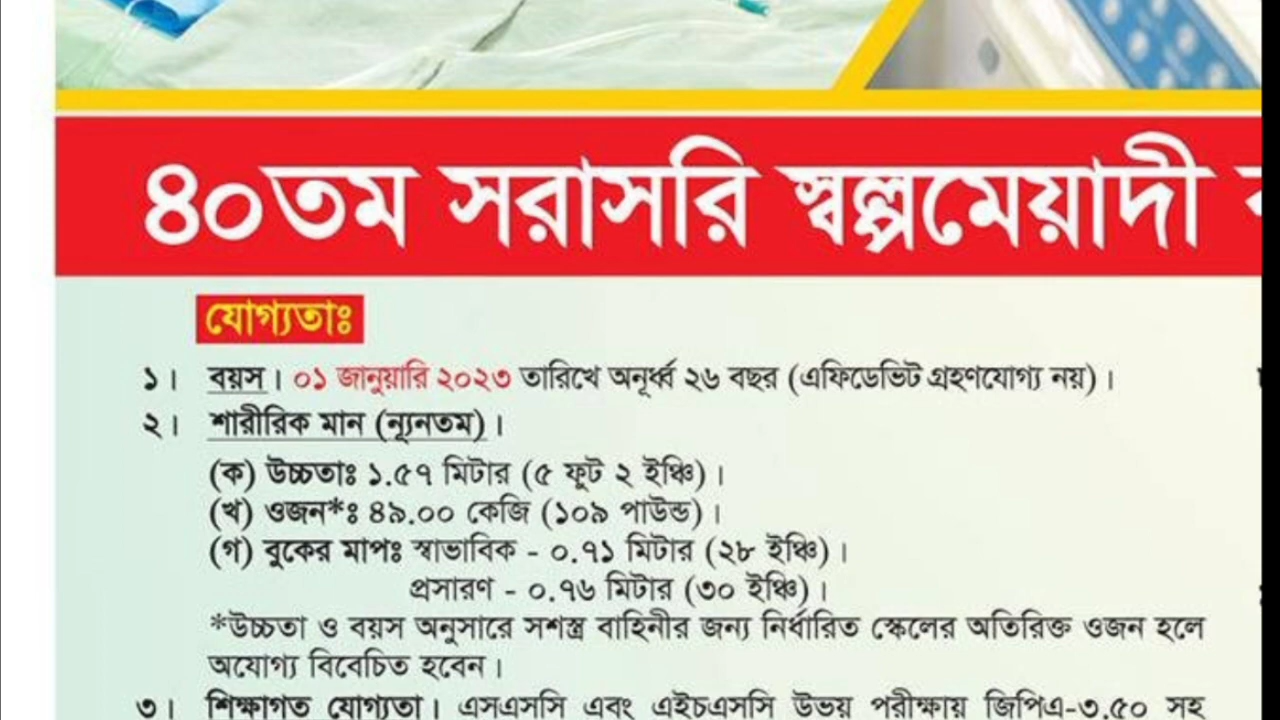 ৪০তম সরাসরি স্বল্পমেয়াদী
যোগ্যতাঃ
১। বয়স। ০১ জানুয়ারি ২০২৩ তারিখে অনূর্ধ্ব ২৬ বছর (এফিডেভিট গ্রহণযোগ্য নয়)।
২। শারীরিক মান (ন্যূনতম)।
(ক) উচ্চতাঃ ১.৫৭ মিটার (৫ ফুট ২ ইঞ্চি)।
(খ) ওজন*ঃ ৪৯.০০ কেজি (১০৯ পাউন্ড)।
(গ) বুকের মাপঃ স্বাভাবিক - ০.৭১ মিটার (২৮ ইঞ্চি)।
প্রসারণ - ০.৭৬ মিটার (৩০ ইঞ্চি)।
*উচ্চতা ও বয়স অনুসারে সশস্ত্র বাহিনীর জন্য নির্ধারিত স্কেলের অতিরিক্ত ওজন হলে
অযোগ্য বিবেচিত হবেন।
৩। শিক্ষাগত যোগ্যতা। এসএসসি এবং এইচএসসি উভয় পরীক্ষায় জিপিএ-৩.৫০ সহ